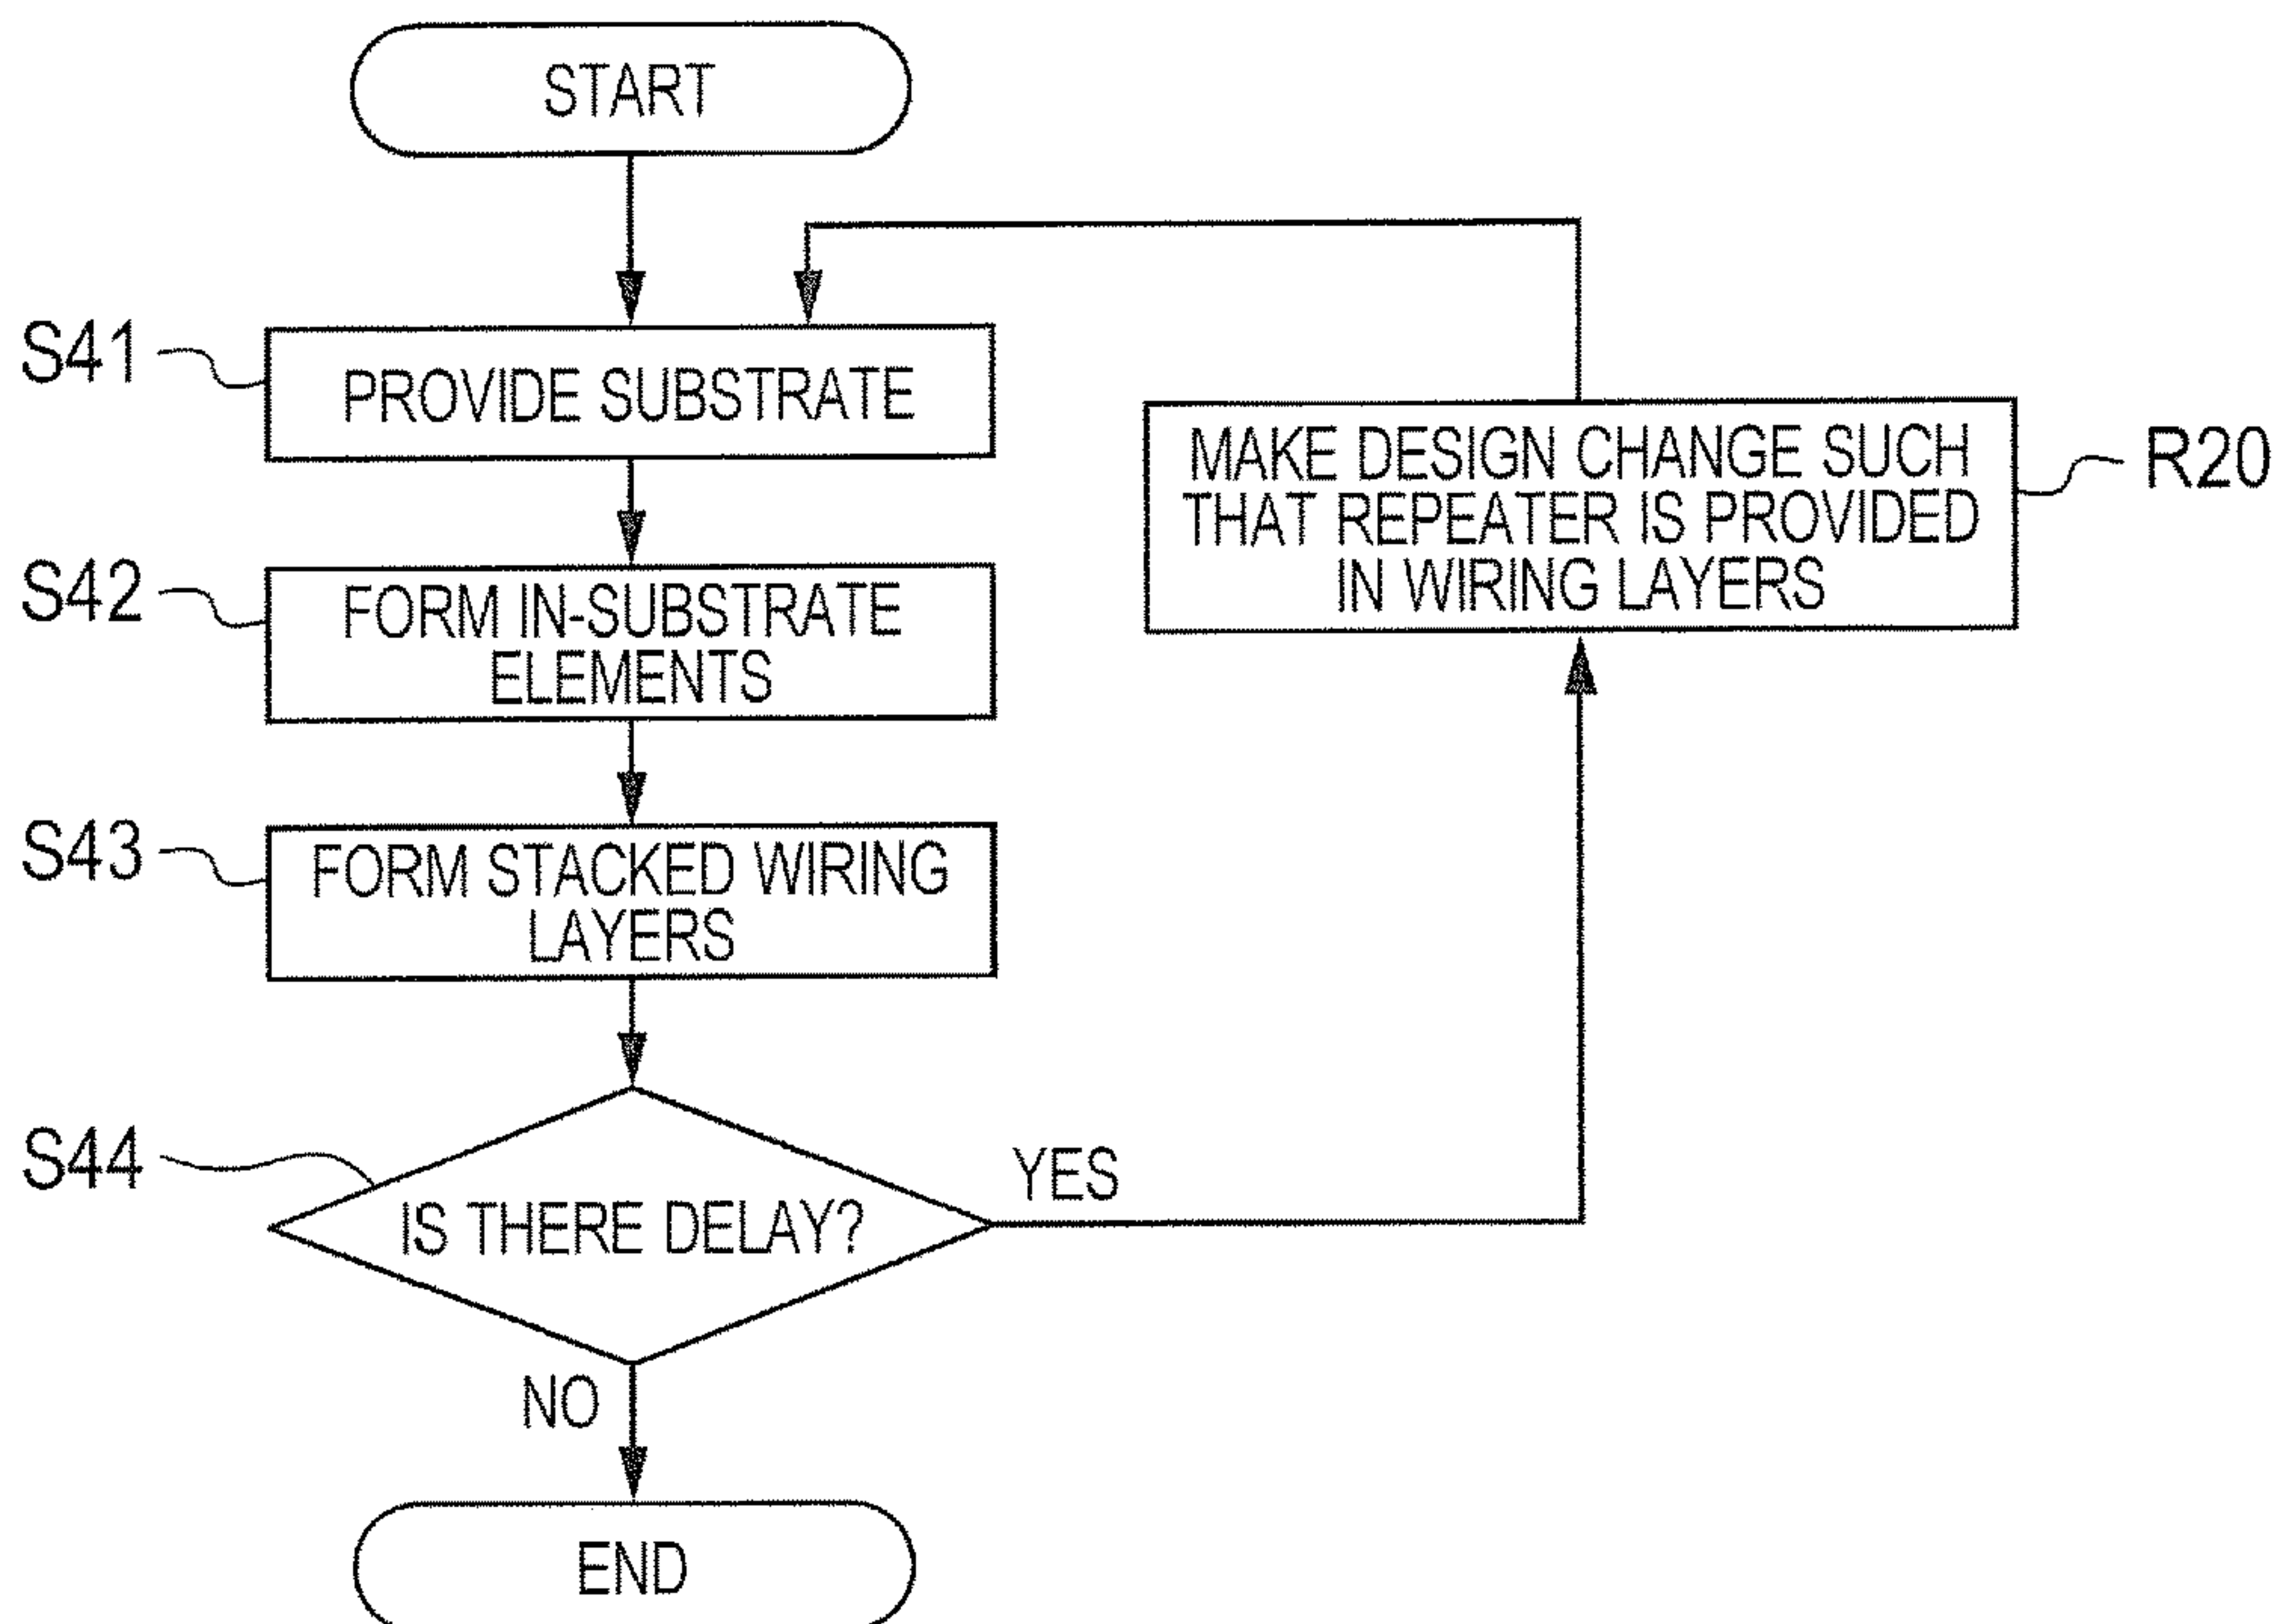 START
S41
PROVIDE SUBSTRATE
MAKE DESIGN CHANGE SUCH
THAT REPEATER IS PROVIDED
IN WIRING LAYERS
R20
S42
FORM IN-SUBSTRATE
ELEMENTS
S43
FORM STACKED WIRING
LAYERS
S44
IS THERE DELAY?
YES
NO
END